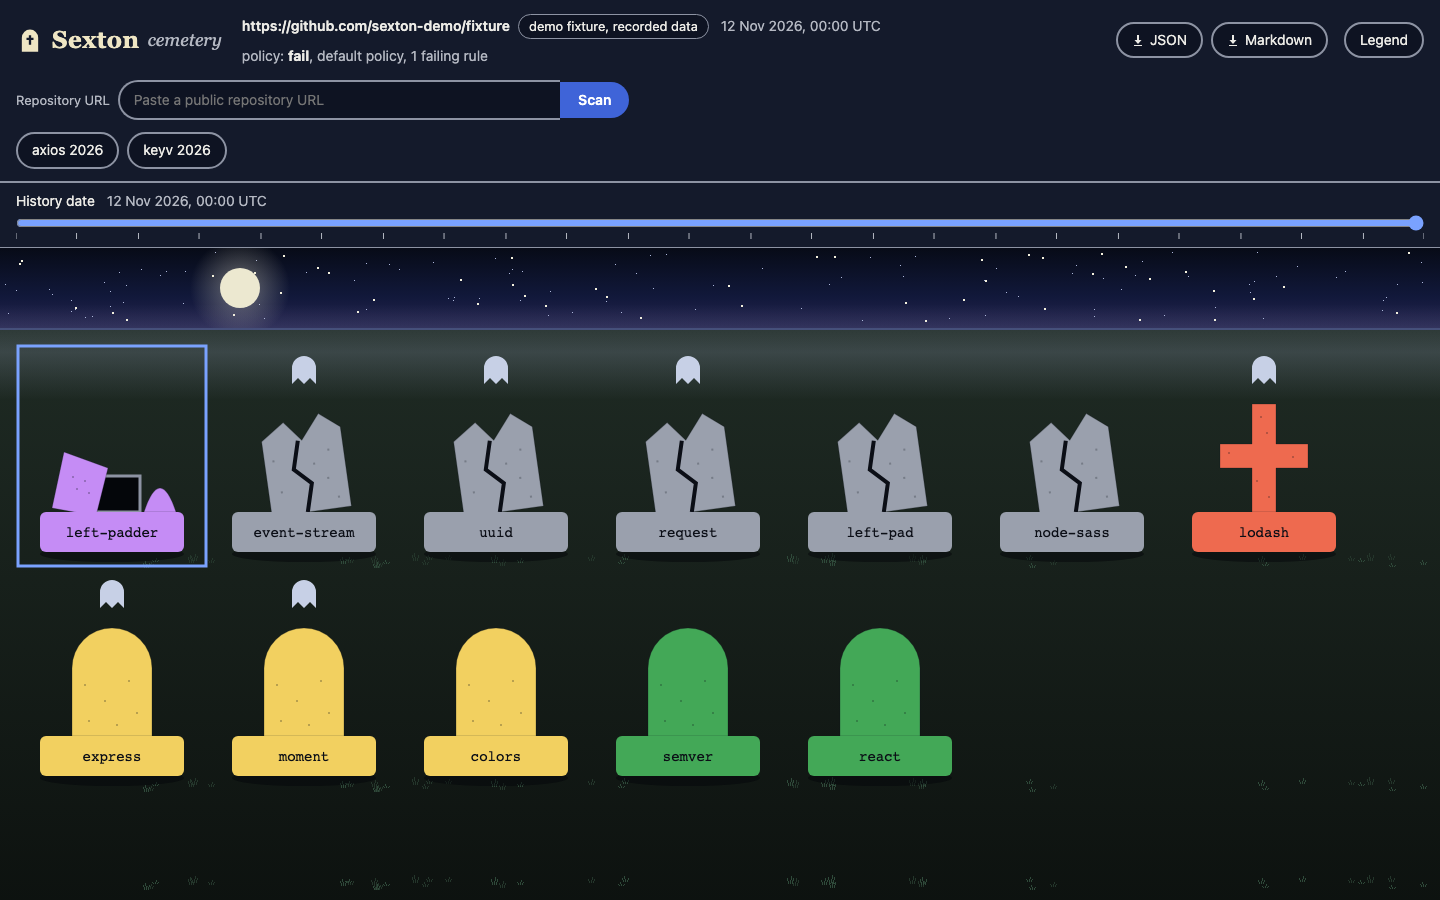 Sexton cemetery
https://github.com/sexton-demo/fixture demo fixture, recorded data 12 Nov 2026, 00:00 UTC
policy: fail, default policy, 1 failing rule
JSON Markdown Legend
Repository URL Paste a public repository URL Scan
axios 2026 keyv 2026
History date 12 Nov 2026, 00:00 UTC
left-padder event-stream uuid request left-pad node-sass lodash
express moment colors semver react